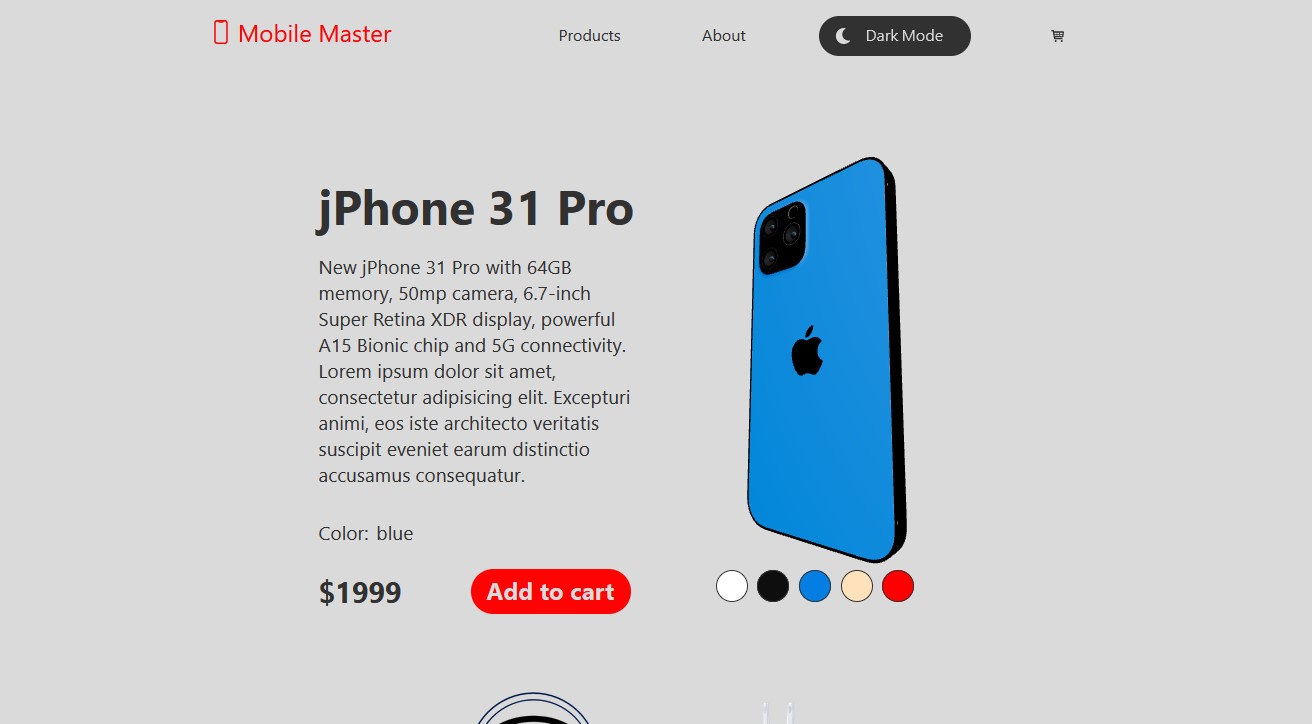 Mobile Master
Products
About
Dark Mode
jPhone 31 Pro
New jPhone 31 Pro with 64GB
memory, 50mp camera, 6.7-inch
Super Retina XDR display, powerful
A15 Bionic chip and 5G connectivity.
Lorem ipsum dolor sit amet,
consectetur adipisicing elit. Excepturi
animi, eos iste architecto veritatis
suscipit eveniet earum distinctio
accusamus consequatur.
Color: blue
$1999
Add to cart